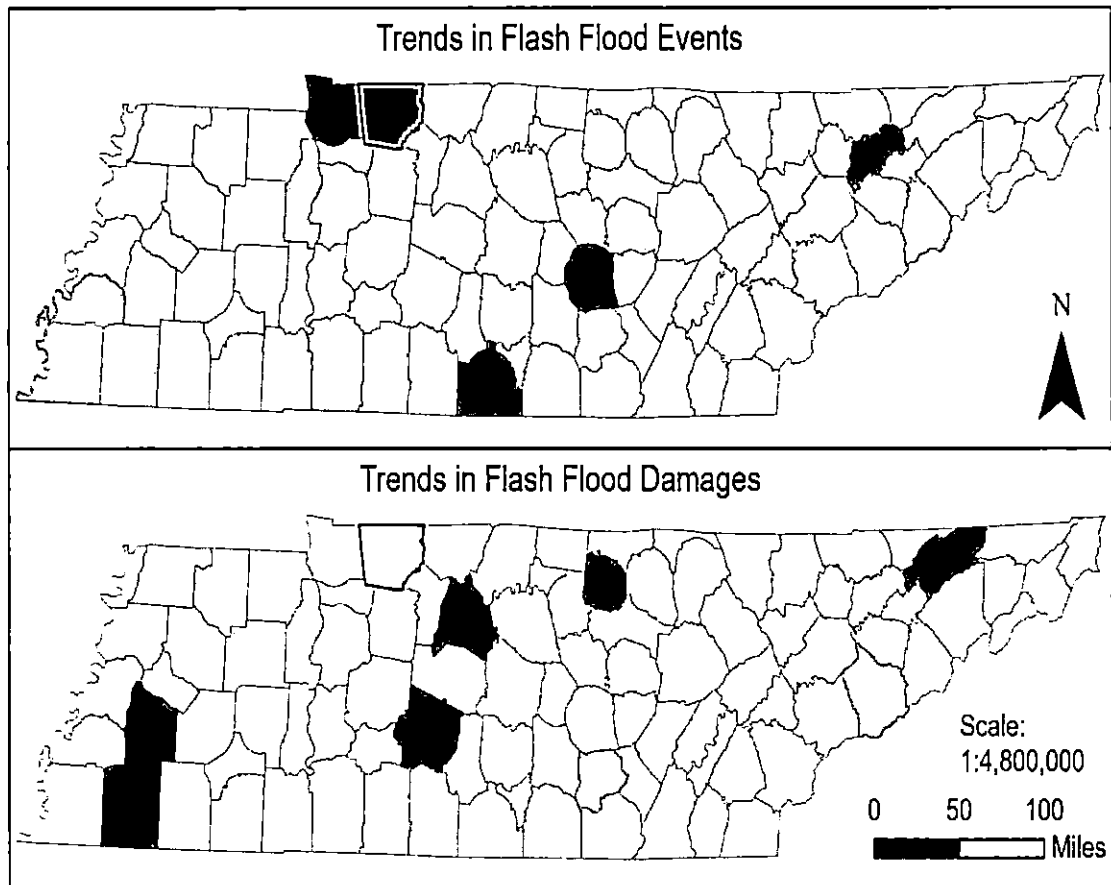 Trends in Flash Flood Events
N
Trends in Flash Flood Damages
Scale:
1:4,800,000
0 50 100
Miles